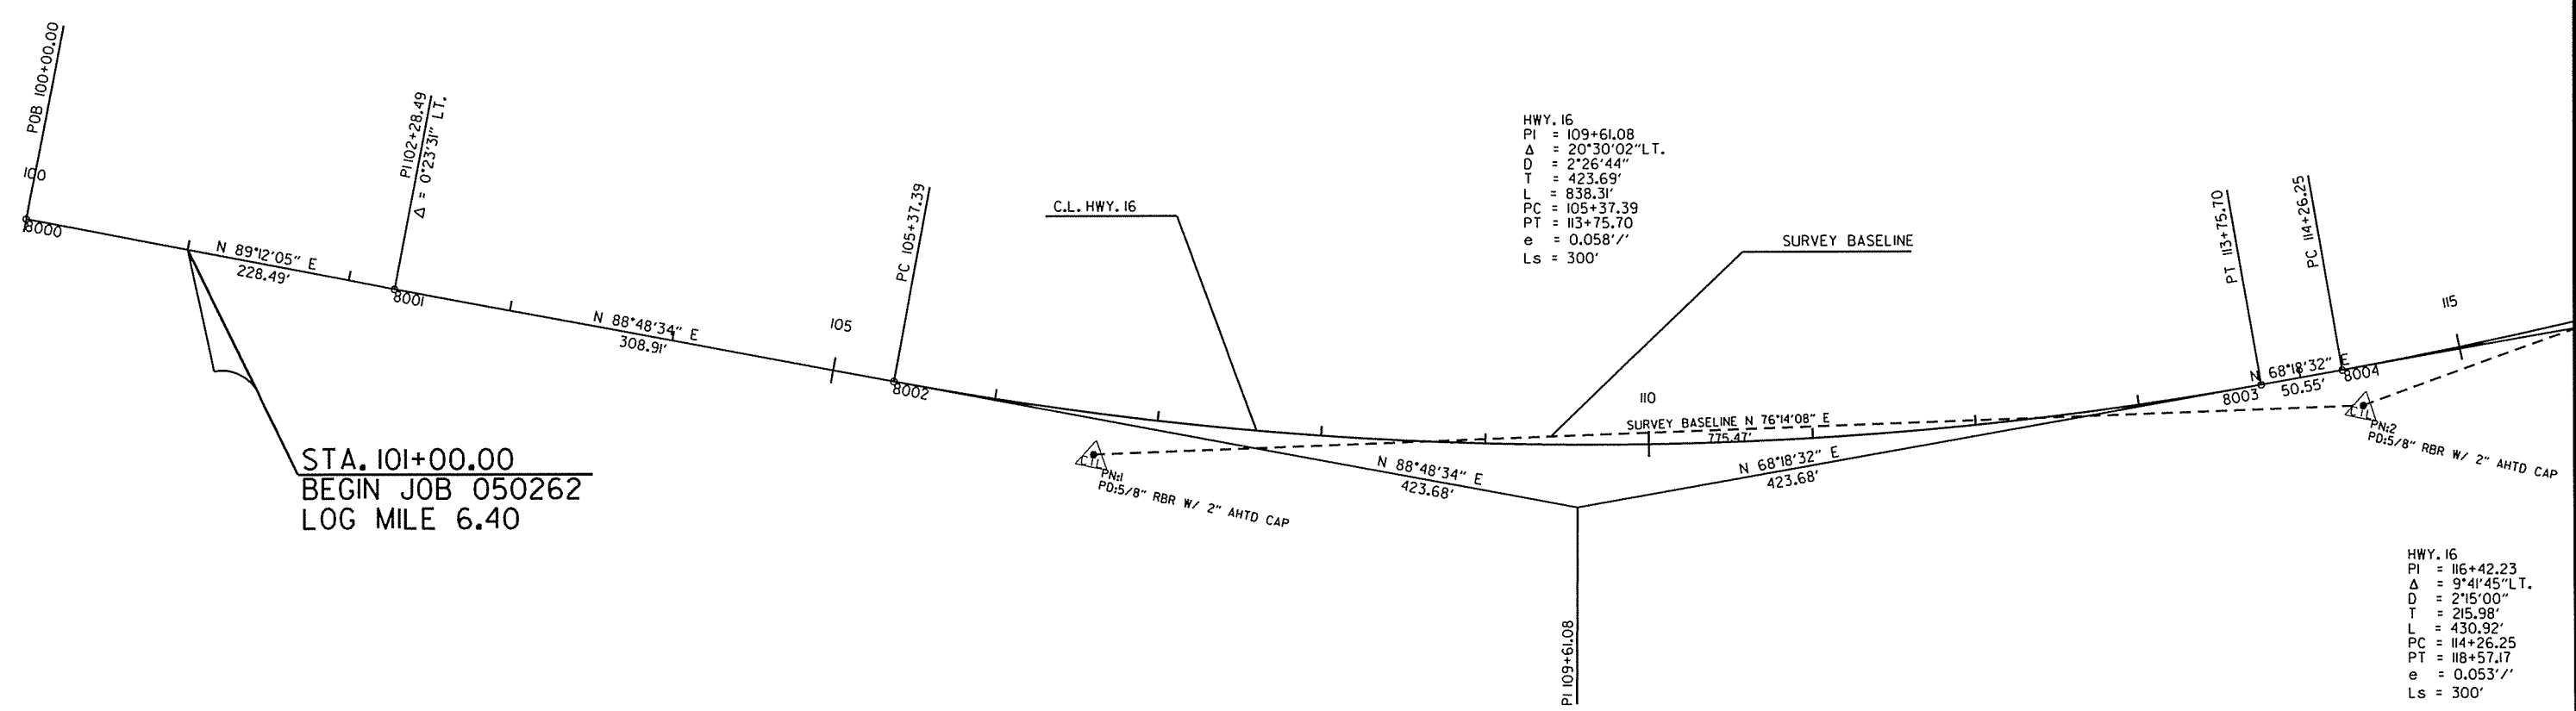 POB 100+00.00
100
8000
N 89°12'05" E
228.49'
PI 102+28.49
Δ = 0°23'31" LT.
8001
STA. 101+00.00
BEGIN JOB 050262
LOG MILE 6.40
N 88°48'34" E
308.91'
105
PC 105+37.39
8002
C.L. HWY. 16
HWY. 16
PI = 109+61.08
Δ = 20°30'02"LT.
D = 2°26'44"
T = 423.69'
L = 838.31'
PC = 105+37.39
PT = 113+75.70
e = 0.058'/'
Ls = 300'
SURVEY BASELINE
CTL
PN:1
PD:5/8" RBR W/ 2" AHTD CAP
N 88°48'34" E
423.68'
110
SURVEY BASELINE N 76°14'08" E
775.47'
N 68°18'32" E
423.68'
PI 109+61.08
PT 113+75.70
PC 114+26.25
8003
N 68°18'32" E
50.55'
8004
115
CTL
PN:2
PD:5/8" RBR W/ 2" AHTD CAP
HWY. 16
PI = 116+42.23
Δ = 9°41'45"LT.
D = 2°15'00"
T = 215.98'
L = 430.92'
PC = 114+26.25
PT = 118+57.17
e = 0.053'/'
Ls = 300'